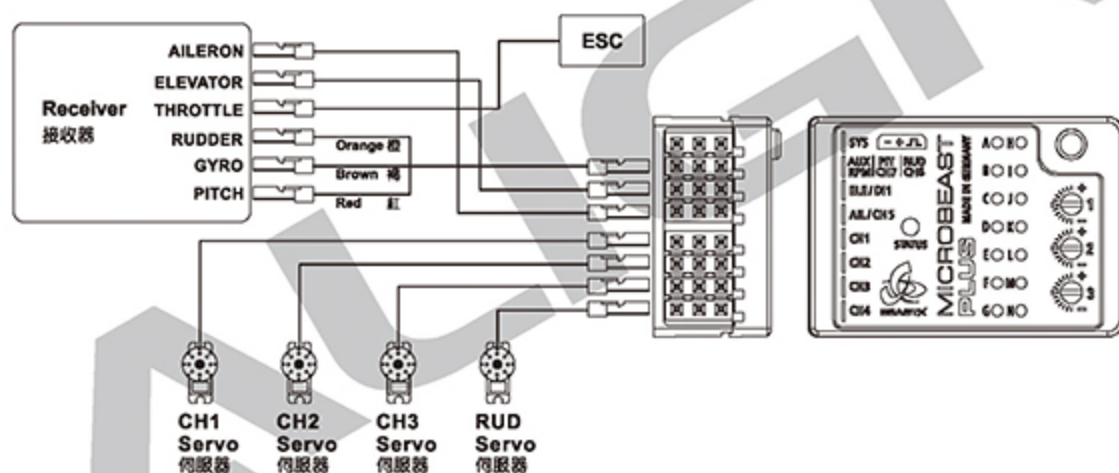 AILERON
ELEVATOR
THROTTLE
RUDDER
GYRO
PITCH
Receiver
接收器
ESC
Orange 橙
Brown 褐
Red 紅
CH1
Servo
伺服器
CH2
Servo
伺服器
CH3
Servo
伺服器
RUD
Servo
伺服器
SYS
AUX PIT RUD
RPM CH7 CH6
ELE/DI1
AIL/CH5
CH1
CH2
CH3
CH4
STATUS
BEASTX
MICROBEAST
PLUS
MADE IN GERMANY
A H
B I
C J
D K
E L
F M
G N
+ 1 -
+ 2 -
+ 3 -
ALIGN